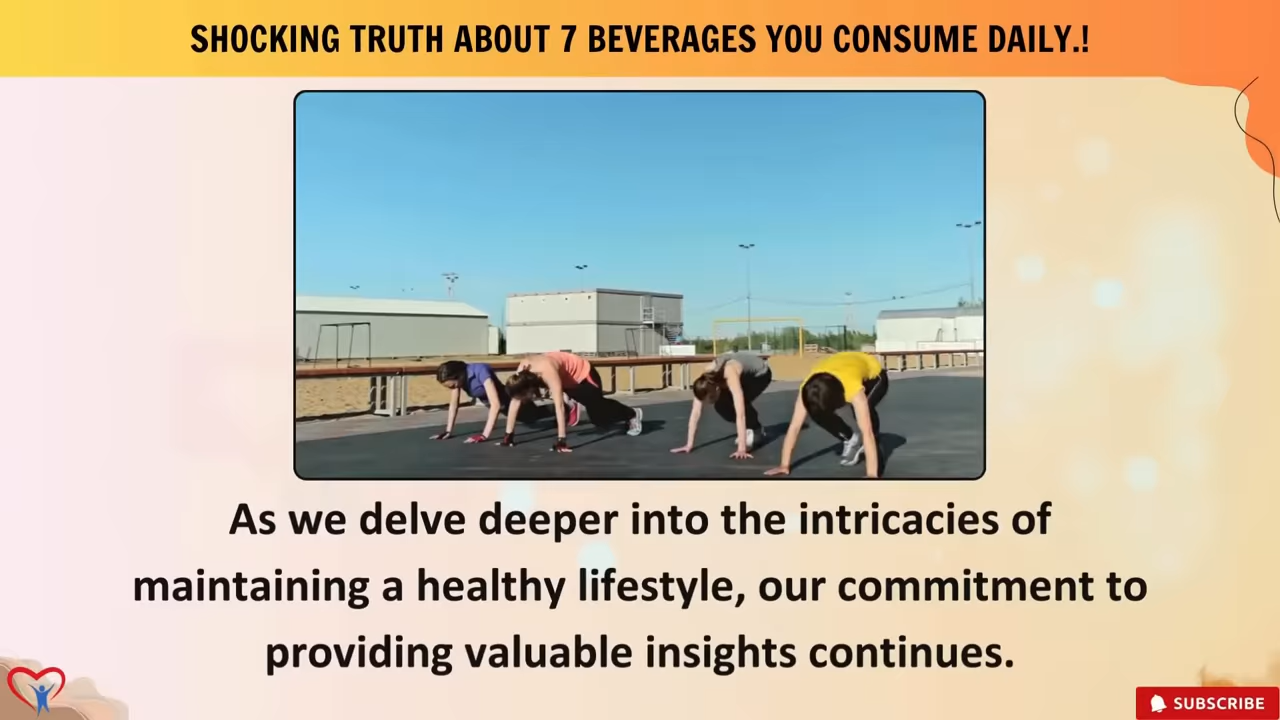 SHOCKING TRUTH ABOUT 7 BEVERAGES YOU CONSUME DAILY.!
As we delve deeper into the intricacies of
maintaining a healthy lifestyle, our commitment to
providing valuable insights continues.
SUBSCRIBE